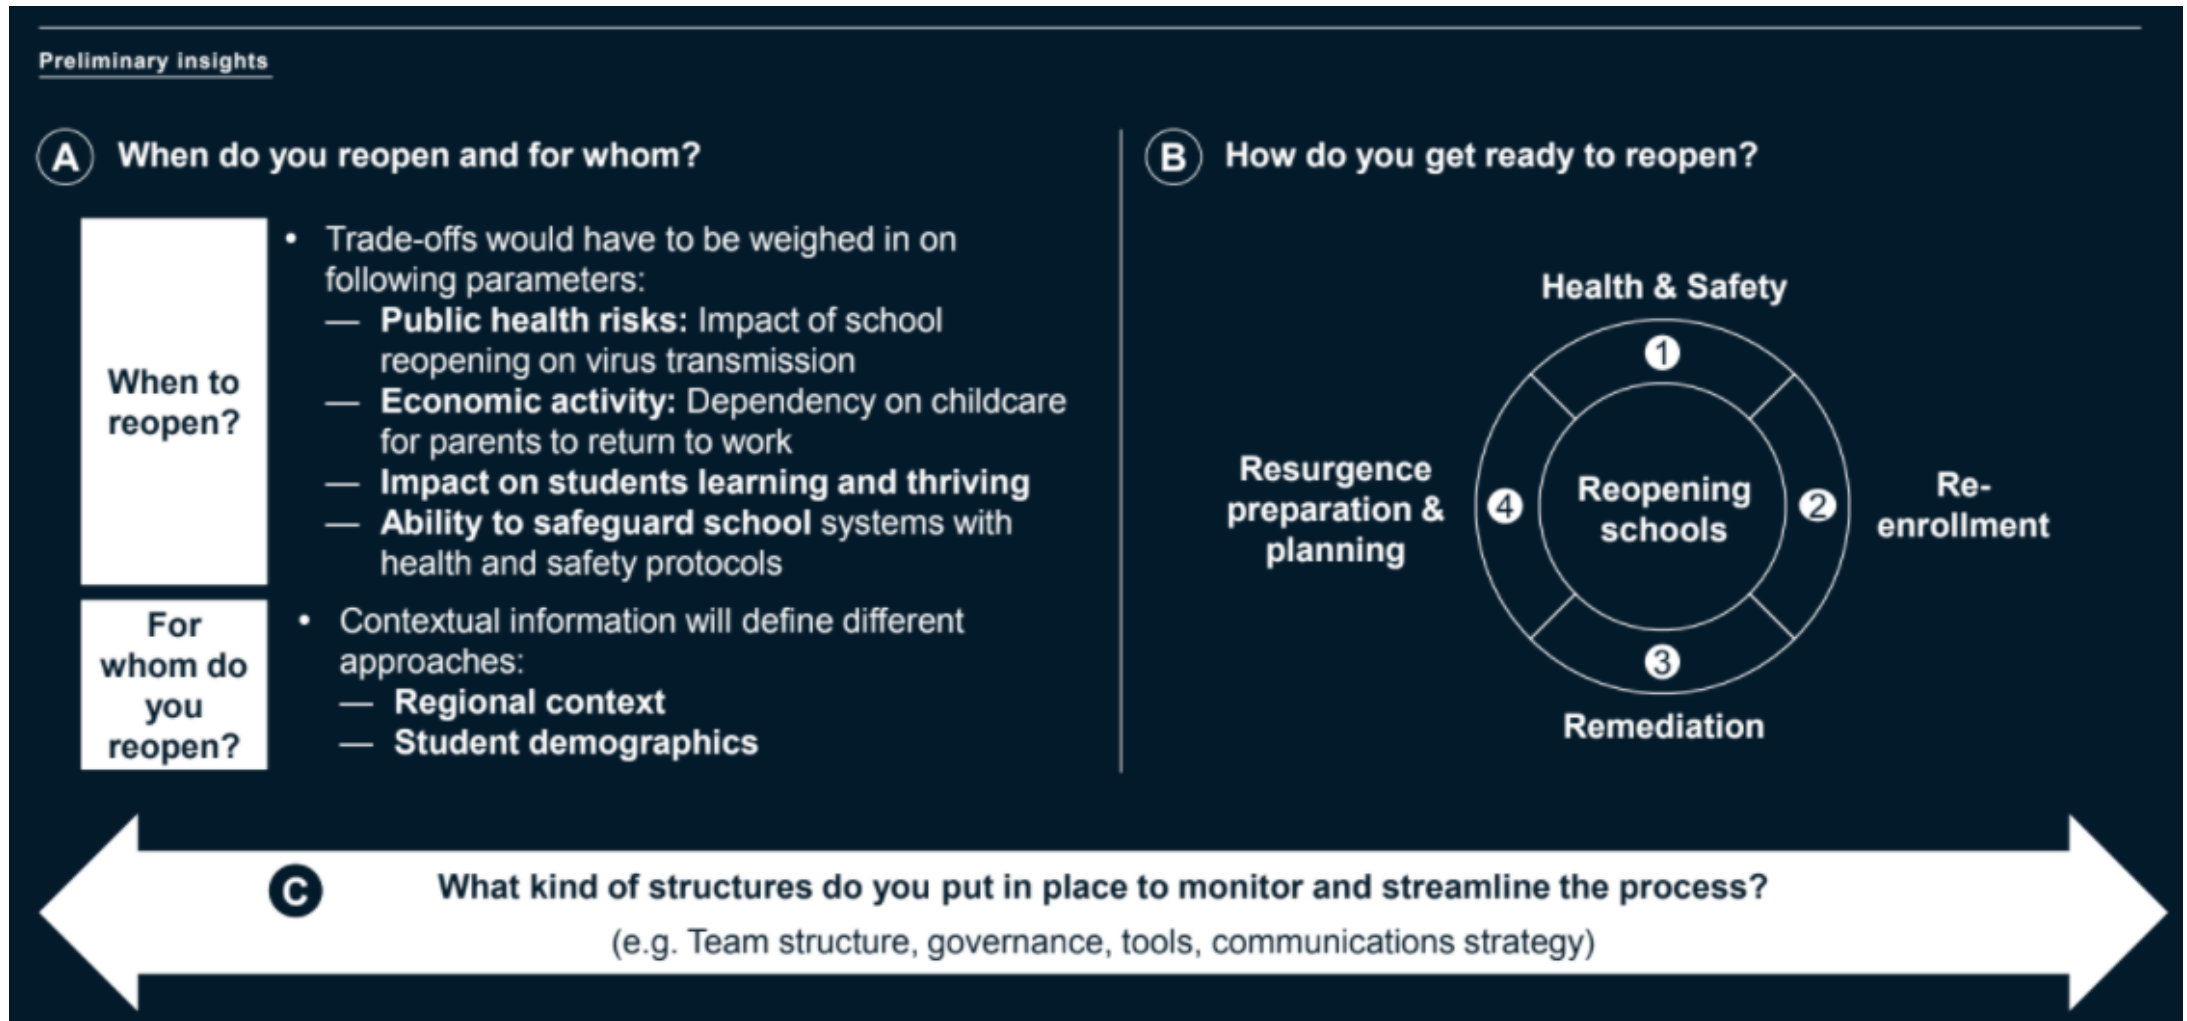 Preliminary insights
A When do you reopen and for whom?
When to
reopen?
• Trade-offs would have to be weighed in on
following parameters:
— Public health risks: Impact of school
reopening on virus transmission
— Economic activity: Dependency on childcare
for parents to return to work
— Impact on students learning and thriving
— Ability to safeguard school systems with
health and safety protocols
For
whom do
you
reopen?
• Contextual information will define different
approaches:
— Regional context
— Student demographics
B How do you get ready to reopen?
Health & Safety
1
Re-
enrollment
2
Remediation
3
Resurgence
preparation &
planning
4
Reopening
schools
C What kind of structures do you put in place to monitor and streamline the process?
(e.g. Team structure, governance, tools, communications strategy)